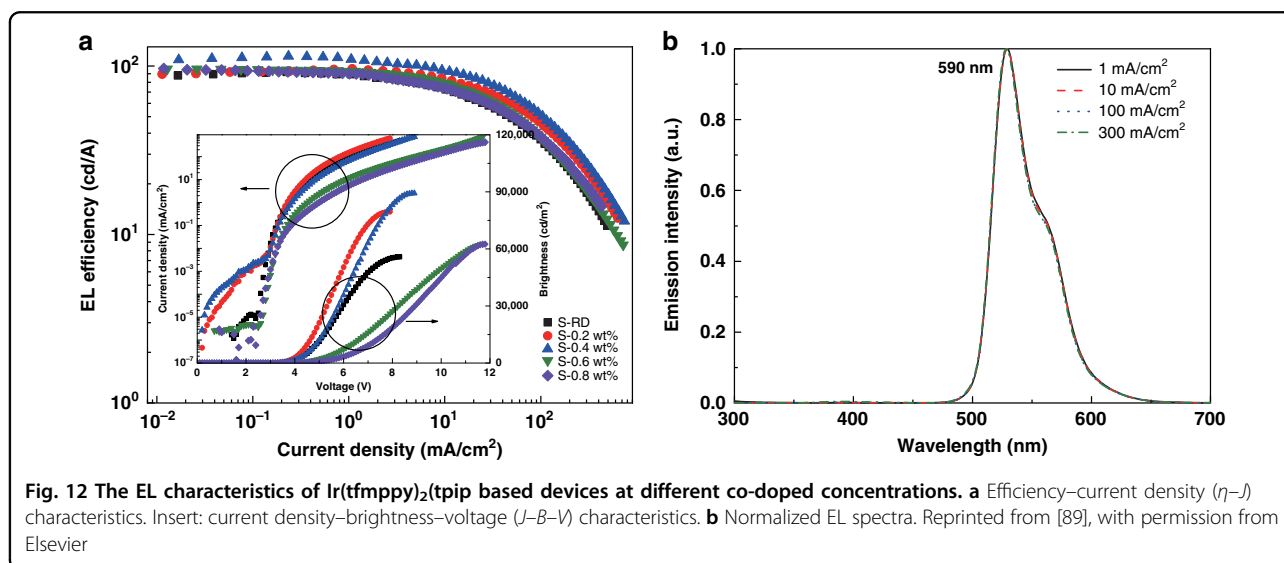 a
EL efficiency (cd/A)
10²
10¹
10⁰
10⁻²
10⁻¹
10⁰
10¹
10²
Current density (mA/cm²)
Current density (mA/cm²)
10¹
10⁻¹
10⁻³
10⁻⁵
10⁻⁷
0 2 4 6 8 10 12
Voltage (V)
120,000
90,000
60,000
30,000
0
Brightness (cd/m²)
S-RD
S-0.2 wt%
S-0.4 wt%
S-0.6 wt%
S-0.8 wt%
b
Emission intensity (a.u.)
1.0
0.8
0.6
0.4
0.2
0.0
300 400 500 600 700
Wavelength (nm)
590 nm
1 mA/cm²
10 mA/cm²
100 mA/cm²
300 mA/cm²
Fig. 12 The EL characteristics of Ir(tfmppy)₂(tpip based devices at different co-doped concentrations. a Efficiency–current density (η–J)
characteristics. Insert: current density–brightness–voltage (J–B–V) characteristics. b Normalized EL spectra. Reprinted from [89], with permission from
Elsevier